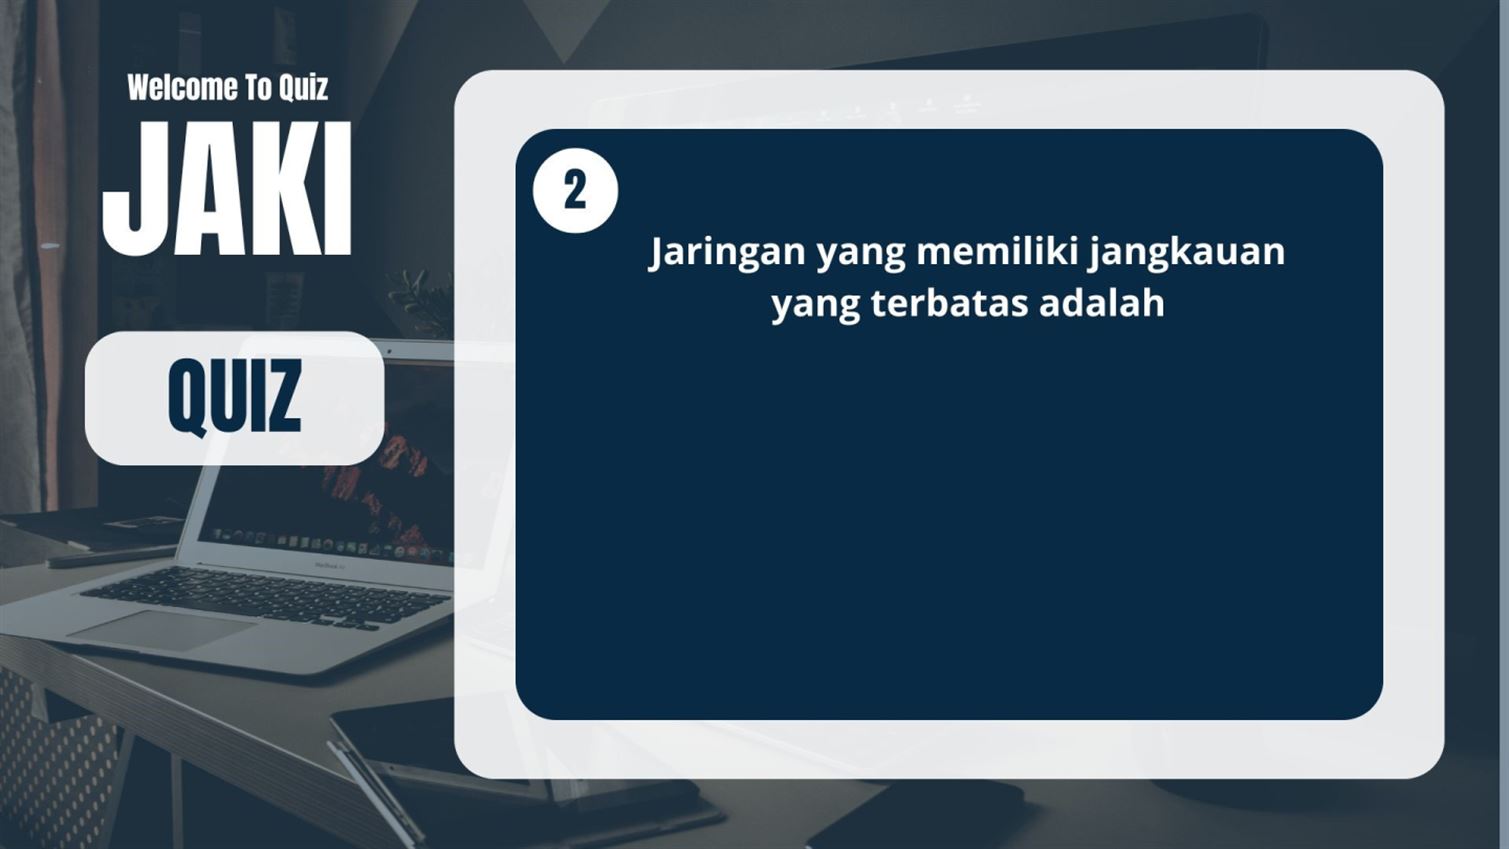 Welcome To Quiz
JAKI
QUIZ
2
Jaringan yang memiliki jangkauan
yang terbatas adalah